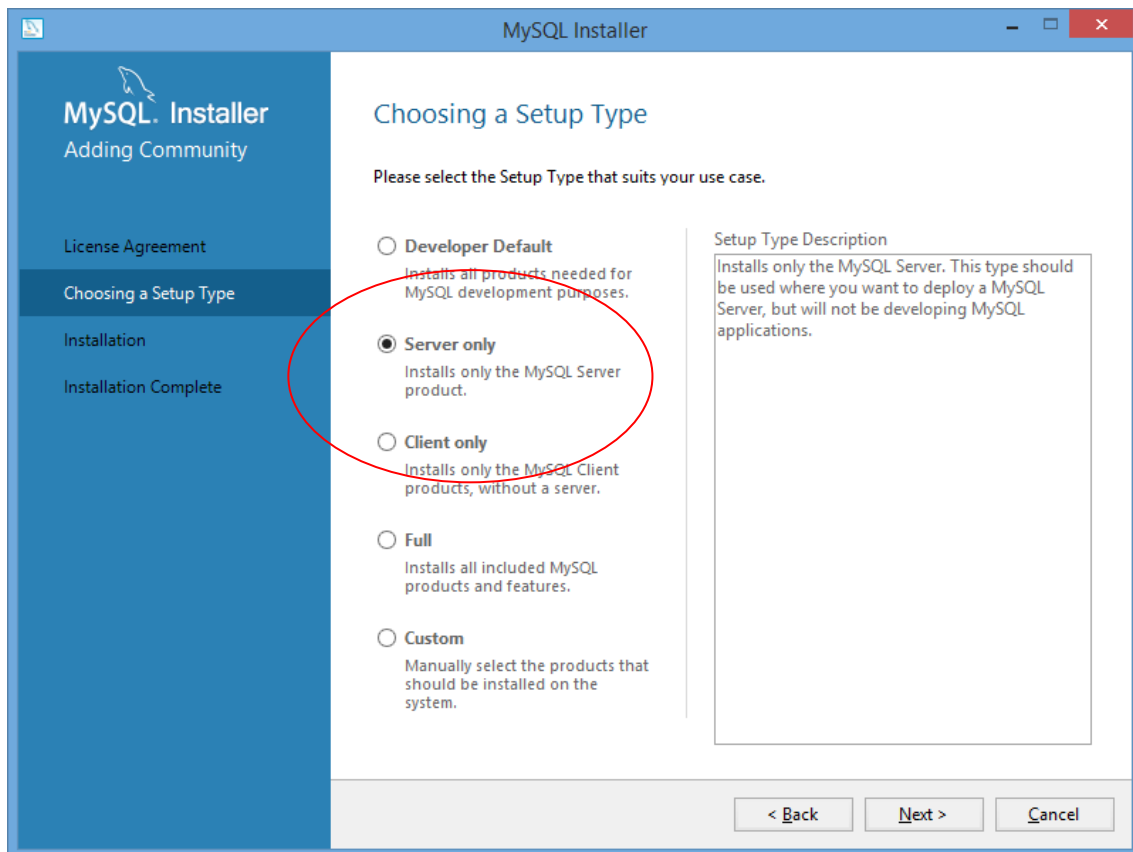 MySQL Installer
MySQL. Installer
Adding Community
License Agreement
Choosing a Setup Type
Installation
Installation Complete
Choosing a Setup Type
Please select the Setup Type that suits your use case.
Developer Default
Installs all products needed for
MySQL development purposes.
Server only
Installs only the MySQL Server
product.
Client only
Installs only the MySQL Client
products, without a server.
Full
Installs all included MySQL
products and features.
Custom
Manually select the products that
should be installed on the
system.
Setup Type Description
Installs only the MySQL Server. This type should
be used where you want to deploy a MySQL
Server, but will not be developing MySQL
applications.
< Back
Next >
Cancel